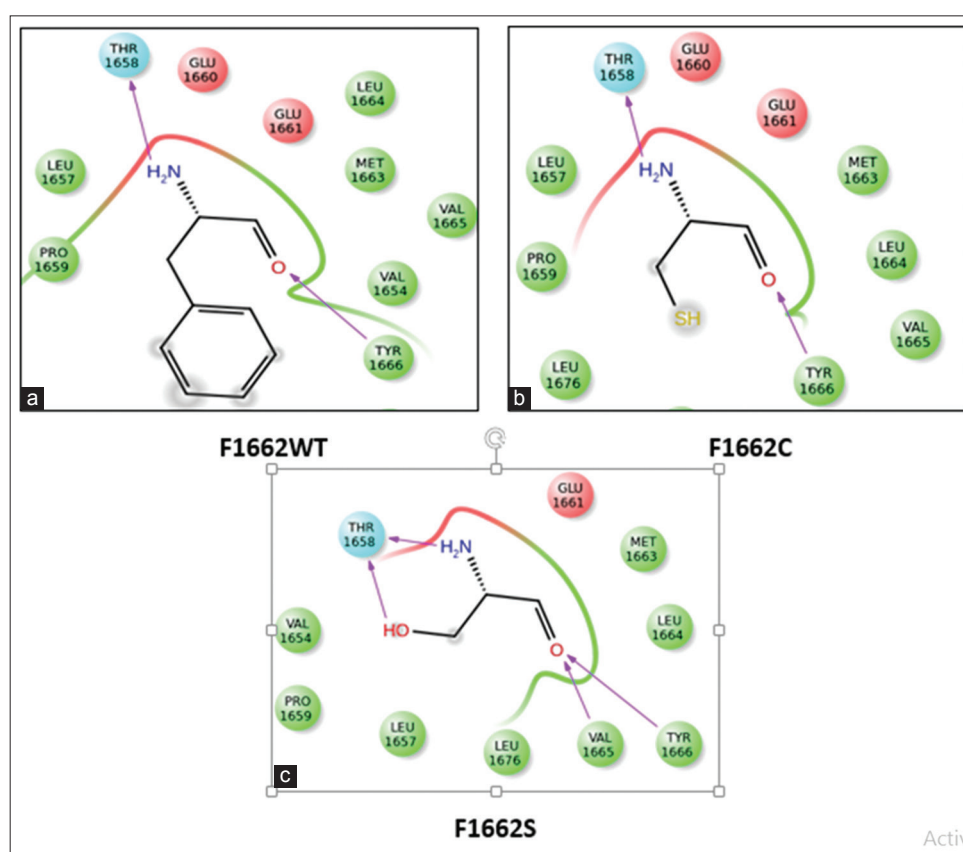 THR
1658
GLU
1660
LEU
1664
GLU
1661
LEU
1657
H₂N
MET
1663
VAL
1665
PRO
1659
O
VAL
1654
TYR
1666
a
THR
1658
GLU
1660
GLU
1661
LEU
1657
H₂N
MET
1663
PRO
1659
O
LEU
1664
SH
VAL
1665
LEU
1676
TYR
1666
b
F1662WT
F1662C
GLU
1661
THR
1658
H₂N
MET
1663
VAL
1654
HO
LEU
1664
O
PRO
1659
LEU
1657
LEU
1676
VAL
1665
TYR
1666
c
F1662S
Activ